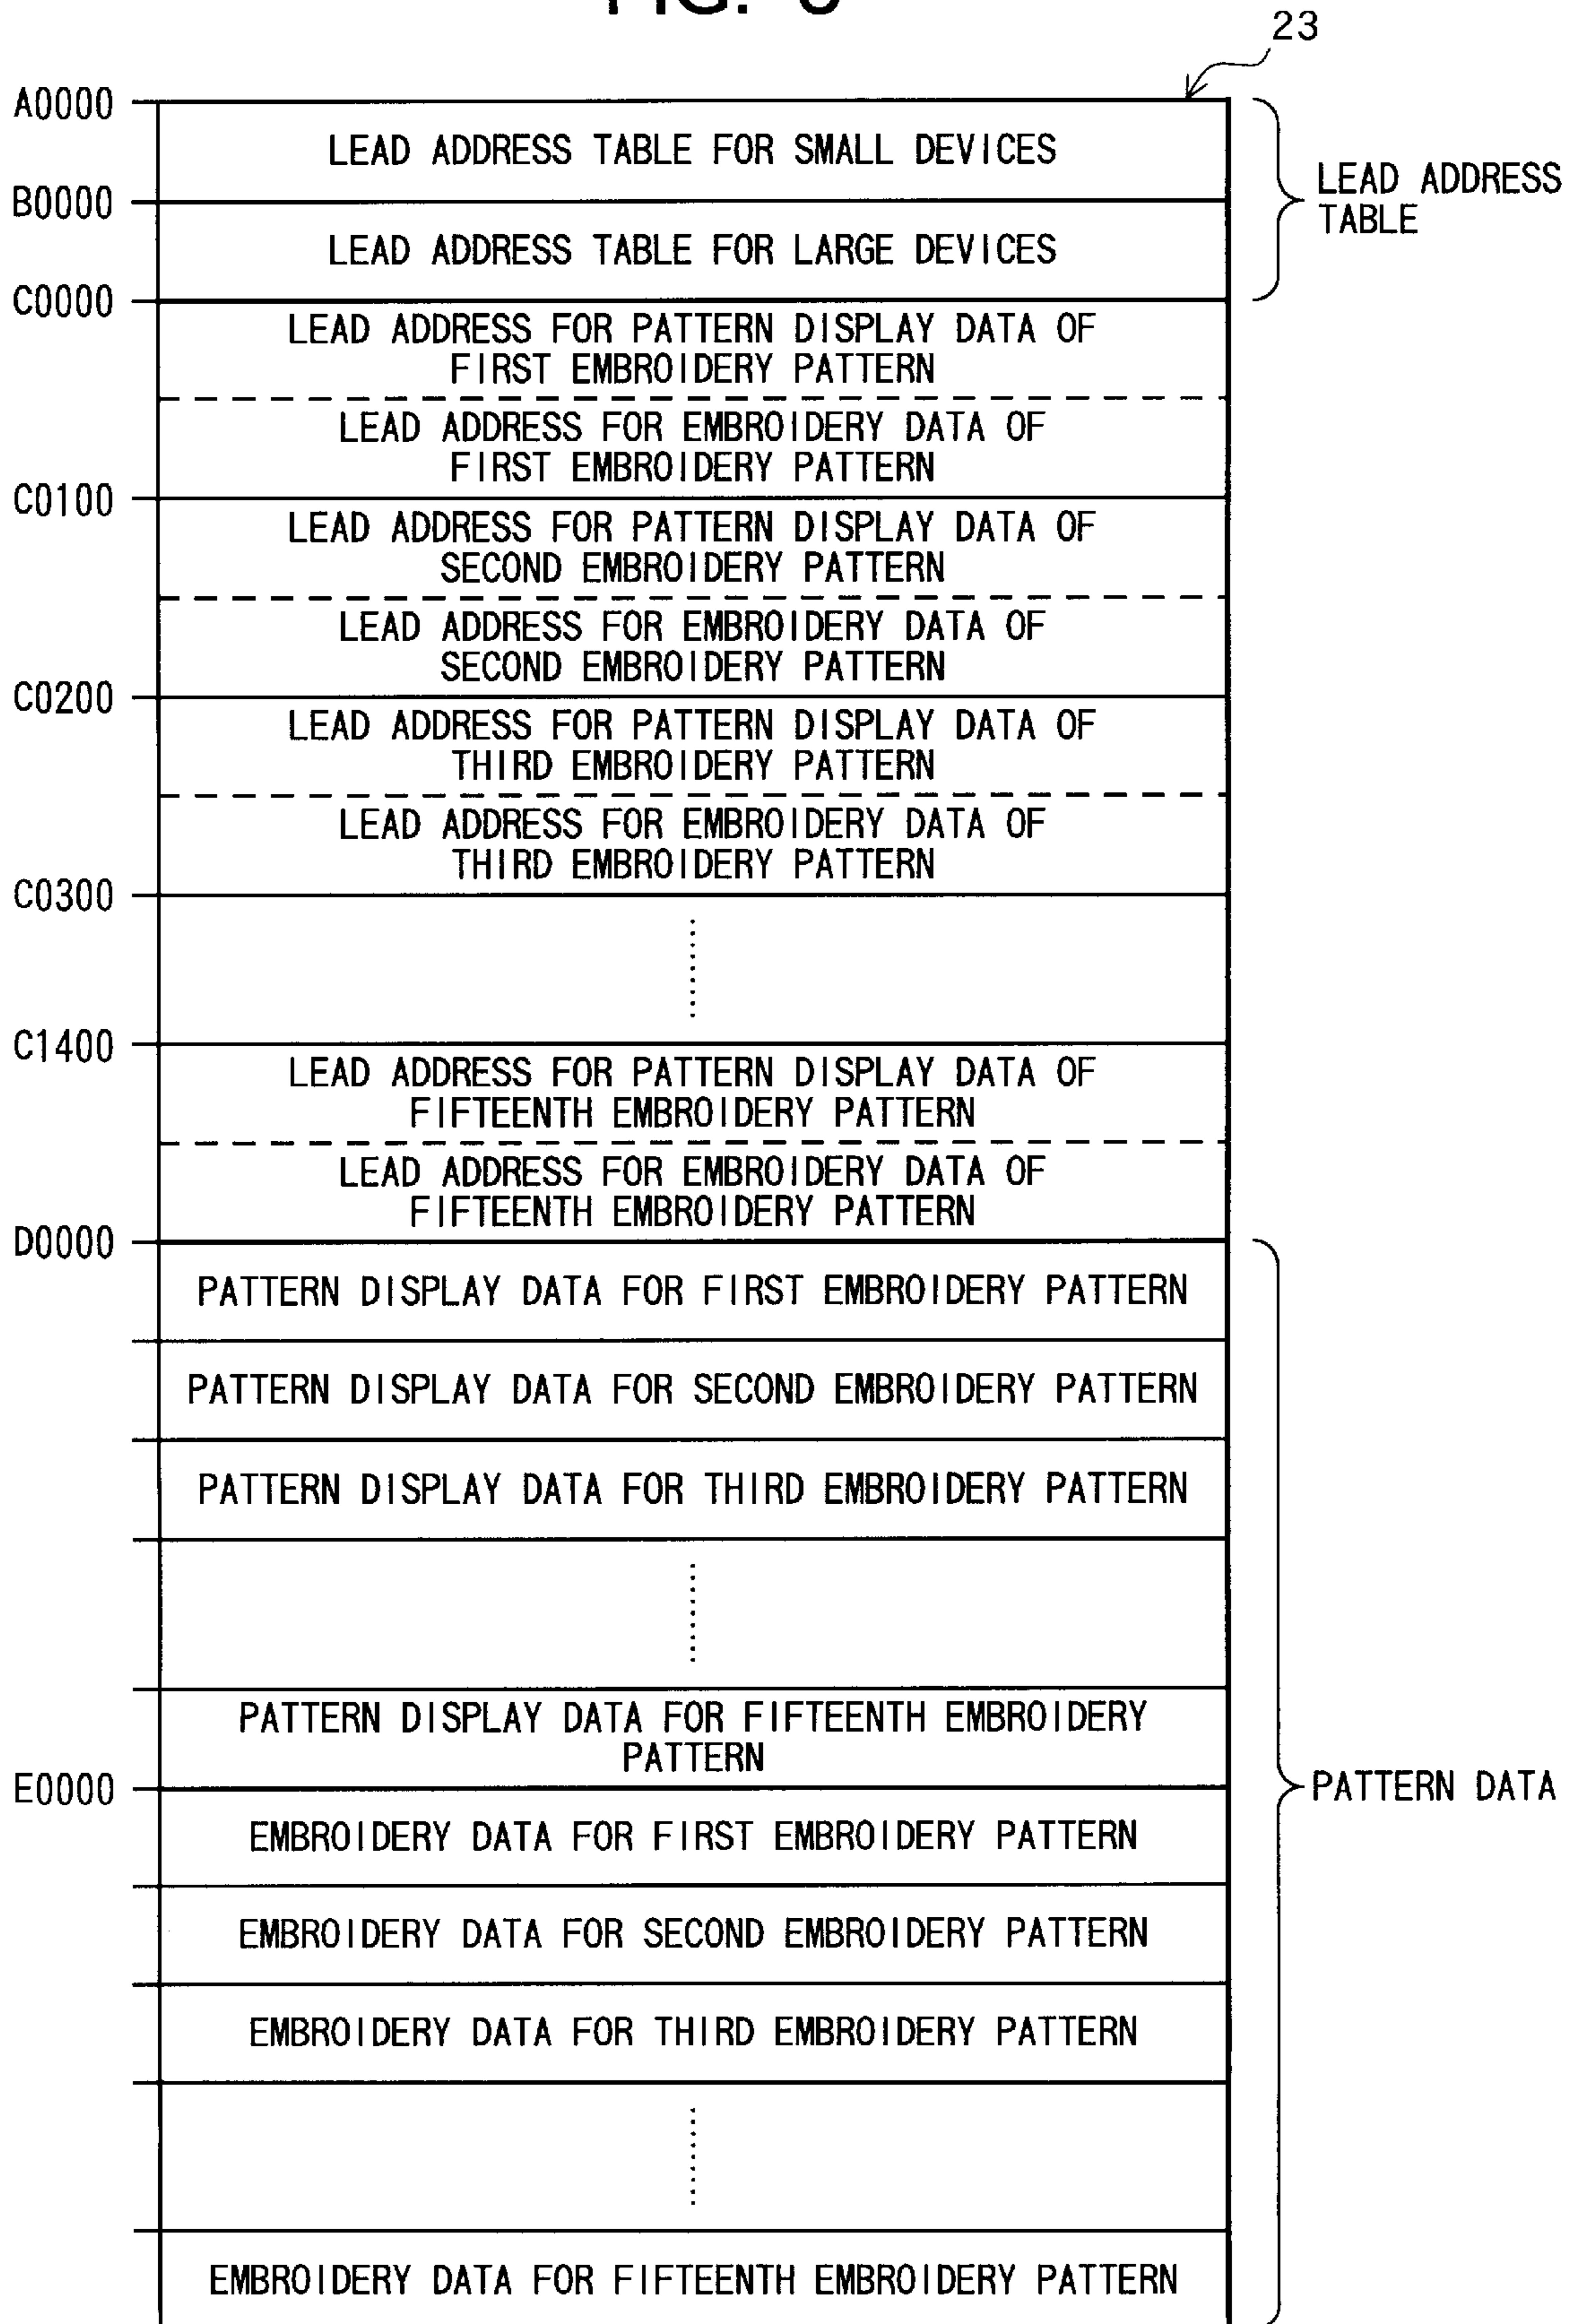 23
A0000
LEAD ADDRESS TABLE FOR SMALL DEVICES
LEAD ADDRESS
TABLE
B0000
LEAD ADDRESS TABLE FOR LARGE DEVICES
C0000
LEAD ADDRESS FOR PATTERN DISPLAY DATA OF
FIRST EMBROIDERY PATTERN
LEAD ADDRESS FOR EMBROIDERY DATA OF
FIRST EMBROIDERY PATTERN
C0100
LEAD ADDRESS FOR PATTERN DISPLAY DATA OF
SECOND EMBROIDERY PATTERN
LEAD ADDRESS FOR EMBROIDERY DATA OF
SECOND EMBROIDERY PATTERN
C0200
LEAD ADDRESS FOR PATTERN DISPLAY DATA OF
THIRD EMBROIDERY PATTERN
LEAD ADDRESS FOR EMBROIDERY DATA OF
THIRD EMBROIDERY PATTERN
C0300
C1400
LEAD ADDRESS FOR PATTERN DISPLAY DATA OF
FIFTEENTH EMBROIDERY PATTERN
LEAD ADDRESS FOR EMBROIDERY DATA OF
FIFTEENTH EMBROIDERY PATTERN
D0000
PATTERN DISPLAY DATA FOR FIRST EMBROIDERY PATTERN
PATTERN DISPLAY DATA FOR SECOND EMBROIDERY PATTERN
PATTERN DISPLAY DATA FOR THIRD EMBROIDERY PATTERN
PATTERN DISPLAY DATA FOR FIFTEENTH EMBROIDERY
PATTERN
E0000
PATTERN DATA
EMBROIDERY DATA FOR FIRST EMBROIDERY PATTERN
EMBROIDERY DATA FOR SECOND EMBROIDERY PATTERN
EMBROIDERY DATA FOR THIRD EMBROIDERY PATTERN
EMBROIDERY DATA FOR FIFTEENTH EMBROIDERY PATTERN